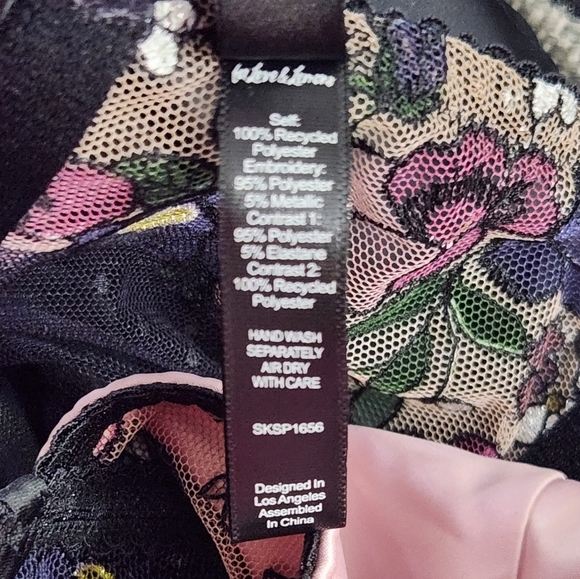 Self:
100% Recycled
Polyester
Embroidery:
95% Polyester
5% Metallic
Contrast 1:
95% Polyester
5% Elastane
Contrast 2:
100% Recycled
Polyester
HAND WASH
SEPARATELY
AIR DRY
WITH CARE
SKSP1656
Designed In
Los Angeles
Assembled
In China